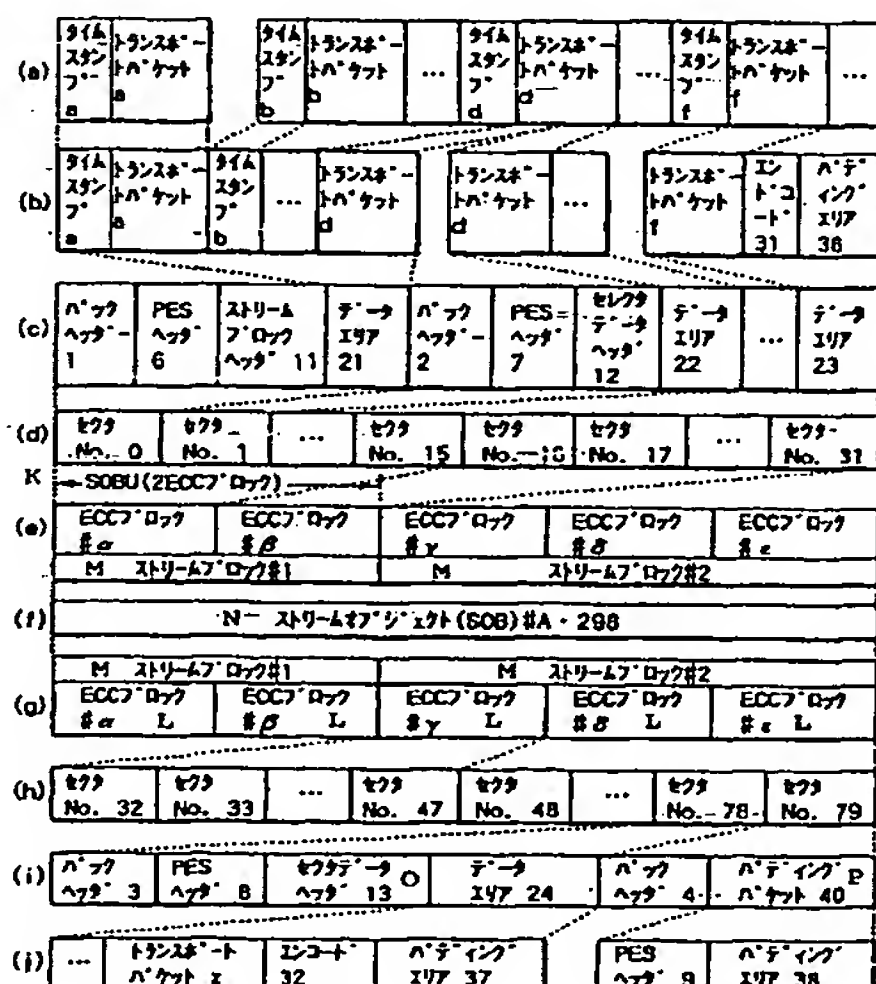 (a)
タイム
スタン
プ
a
トランスポー
トパケット
a
タイム
スタン
プ
b
トランスポー
トパケット
b
...
タイム
スタン
プ
d
トランスポー
トパケット
d
...
タイム
スタン
プ
f
トランスポー
トパケット
f
...
(b)
タイム
スタン
プ
a
トランスポー
トパケット
a
タイム
スタン
プ
b
...
トランスポー
トパケット
d
トランスポー
トパケット
d
...
トランスポー
トパケット
f
エン
ドコ
ード
31
パデ
ィング
エリア
36
(c)
パック
ヘッダー
1
PES
ヘッダ
6
ストリーム
ブロック
ヘッダ 11
データ
エリア
21
パック
ヘッダー
2
PES
ヘッダ
7
セレクタ
データ
ヘッダ
12
データ
エリア
22
...
データ
エリア
23
(d)
セクタ
No. 0
セクタ
No. 1
...
セクタ
No. 15
セクタ
No. 16
セクタ
No. 17
...
セクタ
No. 31
K
SOBU(2ECCブロック)
(e)
ECCブロック
#α
ECCブロック
#β
ECCブロック
#γ
ECCブロック
#δ
ECCブロック
#ε
M ストリームブロック#1
M ストリームブロック#2
(f)
N ストリームオブジェクト(SOB)#A・298
M ストリームブロック#1
M ストリームブロック#2
(g)
ECCブロック
#α L
ECCブロック
#β L
ECCブロック
#γ L
ECCブロック
#δ L
ECCブロック
#ε L
(h)
セクタ
No. 32
セクタ
No. 33
...
セクタ
No. 47
セクタ
No. 48
...
セクタ
No. 78
セクタ
No. 79
(i)
パック
ヘッダ 3
PES
ヘッダ 8
セクタデータ
ヘッダ 13 O
データ
エリア 24
パック
ヘッダ 4
パディング P
パケット 40
(j)
...
トランスポート
パケット z
エンコード
32
パディング
エリア 37
PES
ヘッダ 9
パディング
エリア 38